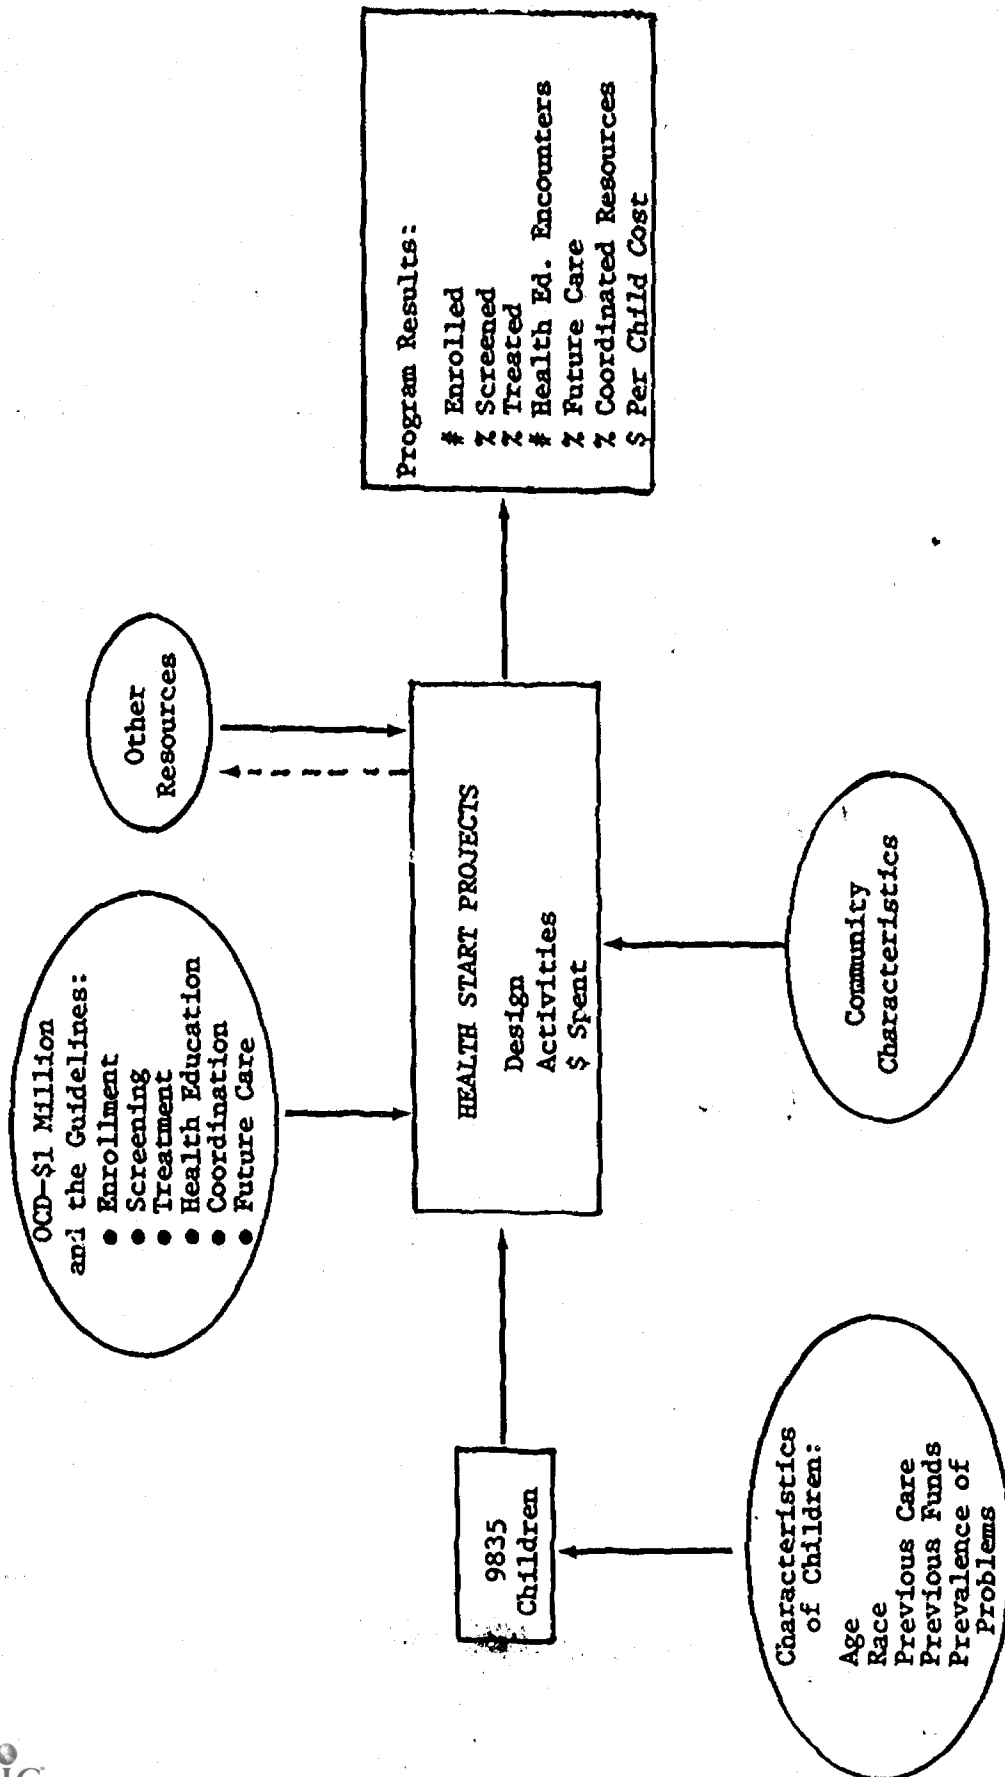 OCD-$1 Million
and the Guidelines:
● Enrollment
● Screening
● Treatment
● Health Education
● Coordination
● Future Care
Other
Resources
9835
Children
HEALTH START PROJECTS
Design
Activities
$ Spent
Program Results:
# Enrolled
% Screened
% Treated
# Health Ed. Encounters
% Future Care
% Coordinated Resources
$ Per Child Cost
Characteristics
of Children:
Age
Race
Previous Care
Previous Funds
Prevalence of
Problems
Community
Characteristics